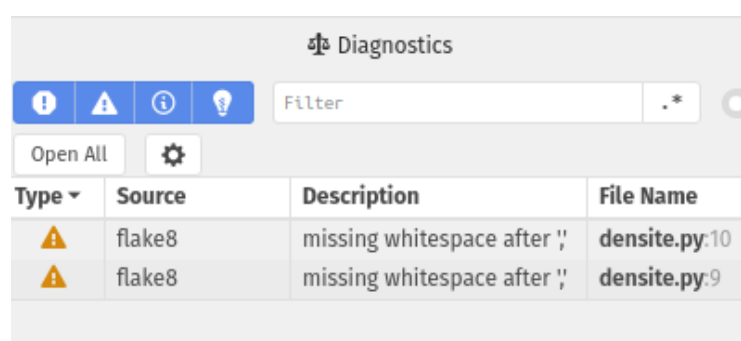 Diagnostics
Filter .*
Open All
Type Source Description File Name
flake8 missing whitespace after ',' densite.py:10
flake8 missing whitespace after ',' densite.py:9